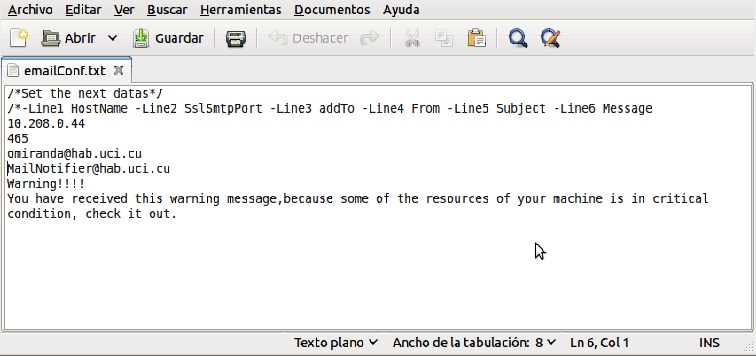 Archivo Editar Ver Buscar Herramientas Documentos Ayuda
Abrir Guardar Deshacer
emailConf.txt
/*Set the next datas*/
/*-Line1 HostName -Line2 SslSmtpPort -Line3 addTo -Line4 From -Line5 Subject -Line6 Message
10.208.0.44
465
omiranda@hab.uci.cu
MailNotifier@hab.uci.cu
Warning!!!!
You have received this warning message,because some of the resources of your machine is in critical
condition, check it out.
Texto plano Ancho de la tabulación: 8 Ln 6, Col 1 INS